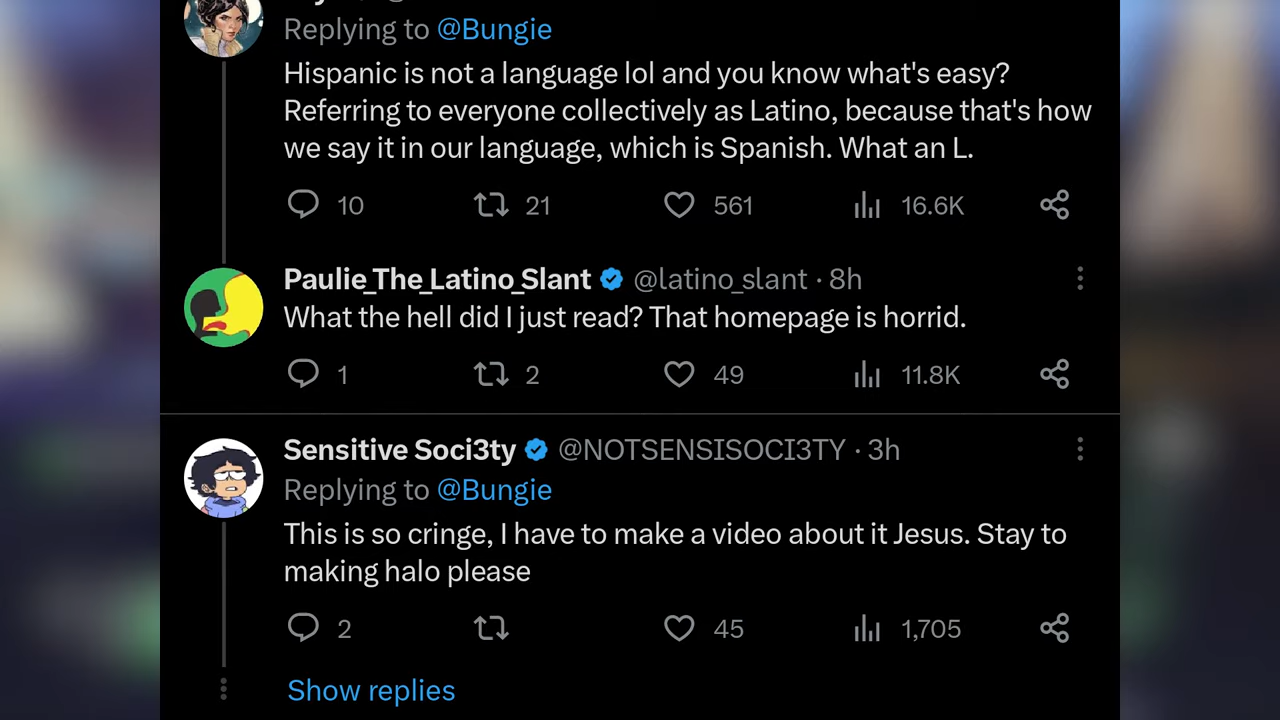 Replying to @Bungie
Hispanic is not a language lol and you know what's easy?
Referring to everyone collectively as Latino, because that's how
we say it in our language, which is Spanish. What an L.
10 21 561 16.6K
Paulie_The_Latino_Slant @latino_slant · 8h
What the hell did I just read? That homepage is horrid.
1 2 49 11.8K
Sensitive Soci3ty @NOTSENSISOCI3TY · 3h
Replying to @Bungie
This is so cringe, I have to make a video about it Jesus. Stay to
making halo please
2 45 1,705
Show replies